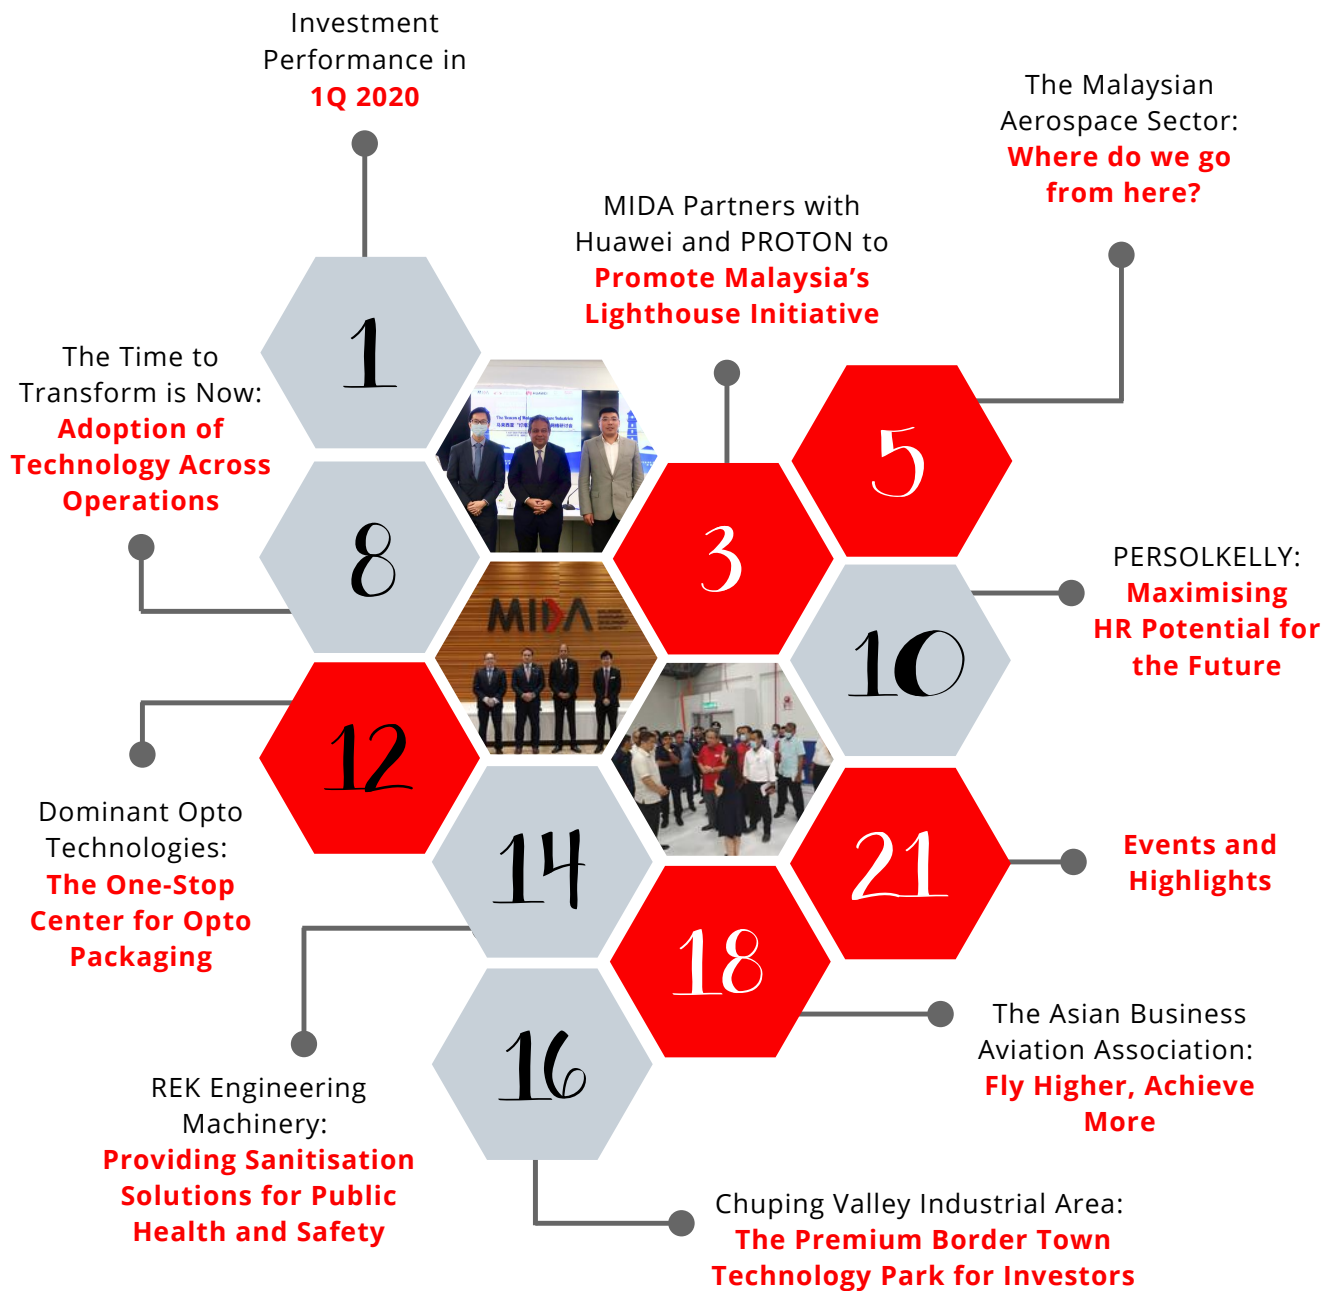 Investment
Performance in
1Q 2020
The Malaysian
Aerospace Sector:
Where do we go
from here?
MIDA Partners with
Huawei and PROTON to
Promote Malaysia’s
Lighthouse Initiative
1
The Time to
Transform is Now:
Adoption of
Technology Across
Operations
5
8
3
PERSOLKELLY:
Maximising
HR Potential for
the Future
MIDA
10
12
Dominant Opto
Technologies:
The One-Stop
Center for Opto
Packaging
14
21
Events and
Highlights
18
The Asian Business
Aviation Association:
Fly Higher, Achieve
More
16
REK Engineering
Machinery:
Providing Sanitisation
Solutions for Public
Health and Safety
Chuping Valley Industrial Area:
The Premium Border Town
Technology Park for Investors